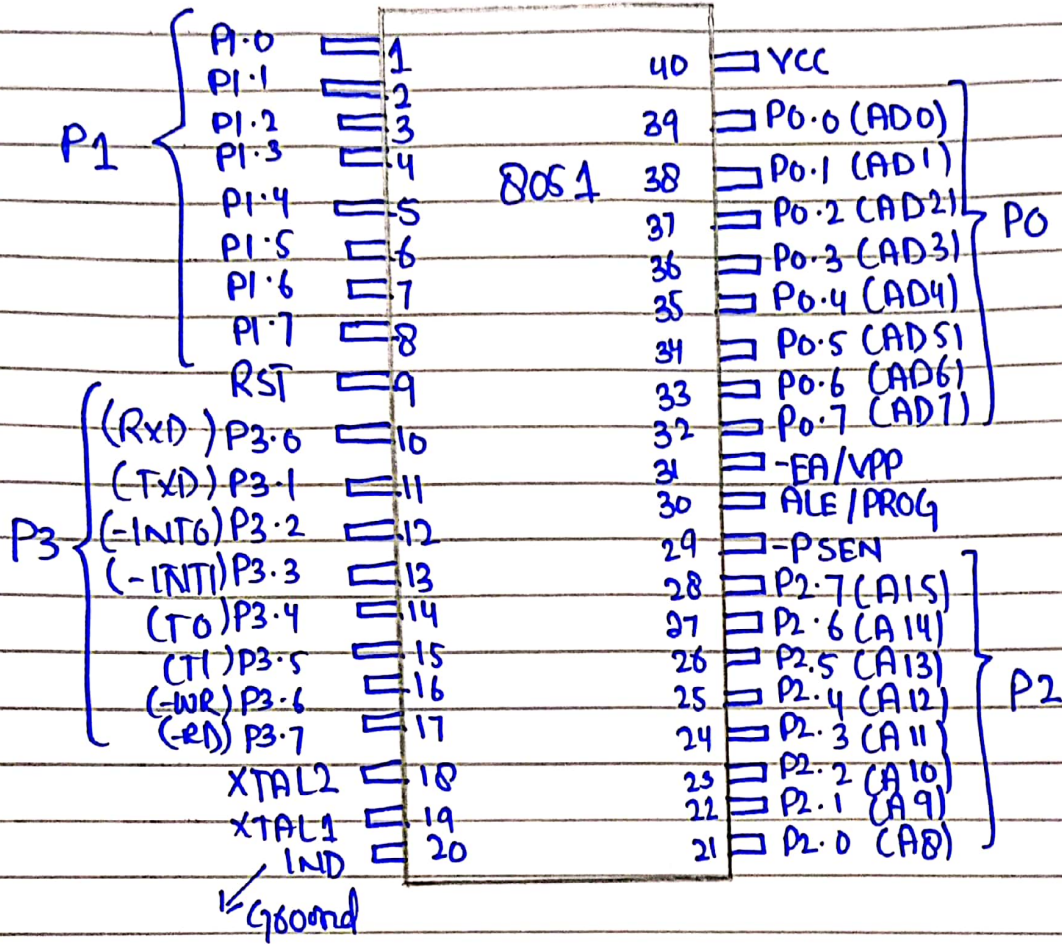 P1
P1.0 1
P1.1 2
P1.2 3
P1.3 4
P1.4 5
P1.5 6
P1.6 7
P1.7 8
RST 9
P3
(RXD) P3.0 10
(TXD) P3.1 11
(-INT0) P3.2 12
(-INT1) P3.3 13
(T0) P3.4 14
(T1) P3.5 15
(-WR) P3.6 16
(-RD) P3.7 17
XTAL2 18
XTAL1 19
IND 20
Ground
8051
40 VCC
39 P0.0 (AD0)
38 P0.1 (AD1)
37 P0.2 (AD2)
36 P0.3 (AD3)
35 P0.4 (AD4)
34 P0.5 (AD5)
33 P0.6 (AD6)
32 P0.7 (AD7)
P0
31 -EA/VPP
30 ALE/PROG
29 -PSEN
28 P2.7 (A15)
27 P2.6 (A14)
26 P2.5 (A13)
25 P2.4 (A12)
24 P2.3 (A11)
23 P2.2 (A10)
22 P2.1 (A9)
21 P2.0 (A8)
P2